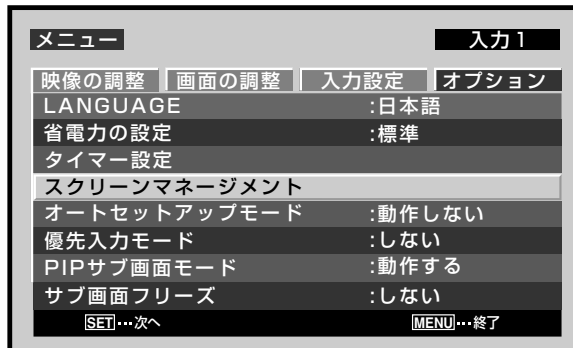 メニュー 入力1
映像の調整 画面の調整 入力設定 オプション
LANGUAGE :日本語
省電力の設定 :標準
タイマー設定
スクリーンマネージメント
オートセットアップモード :動作しない
優先入力モード :しない
PIPサブ画面モード :動作する
サブ画面フリーズ :しない
SET…次へ MENU…終了